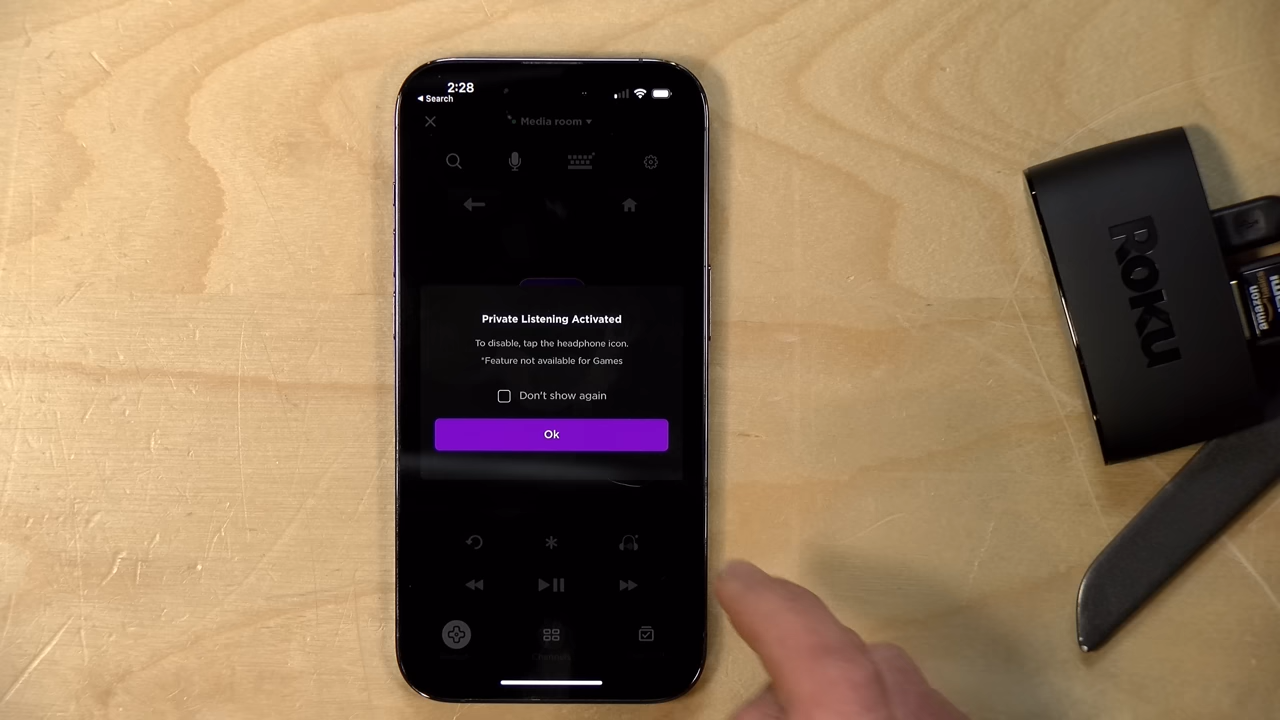 2:28
Search
Media room
Private Listening Activated
To disable, tap the headphone icon.
*Feature not available for Games
Don't show again
Ok
ROKU
amazon